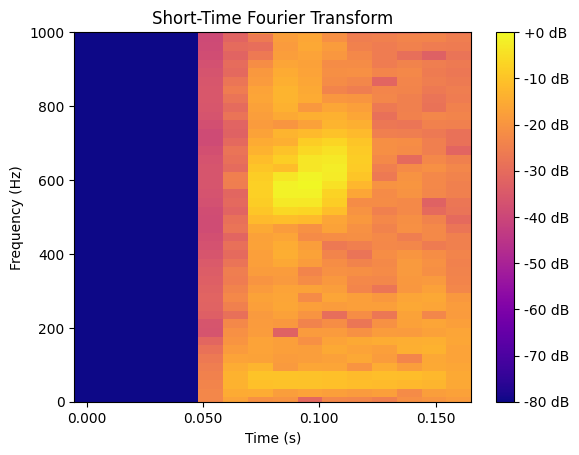 Short-Time Fourier Transform
1000
800
600
400
200
0
Frequency (Hz)
0.000
0.050
0.100
0.150
Time (s)
+0 dB
-10 dB
-20 dB
-30 dB
-40 dB
-50 dB
-60 dB
-70 dB
-80 dB